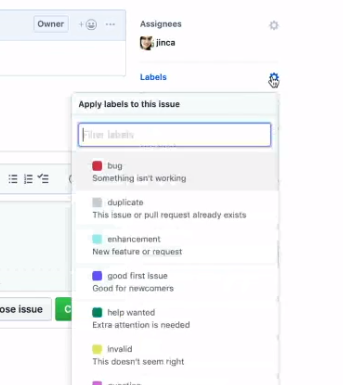 Owner
Assignees
jinca
Labels
Apply labels to this issue
Filter labels
bug
Something isn't working
duplicate
This issue or pull request already exists
enhancement
New feature or request
good first issue
Good for newcomers
help wanted
Extra attention is needed
ose issue
C
invalid
This doesn't seem right
question